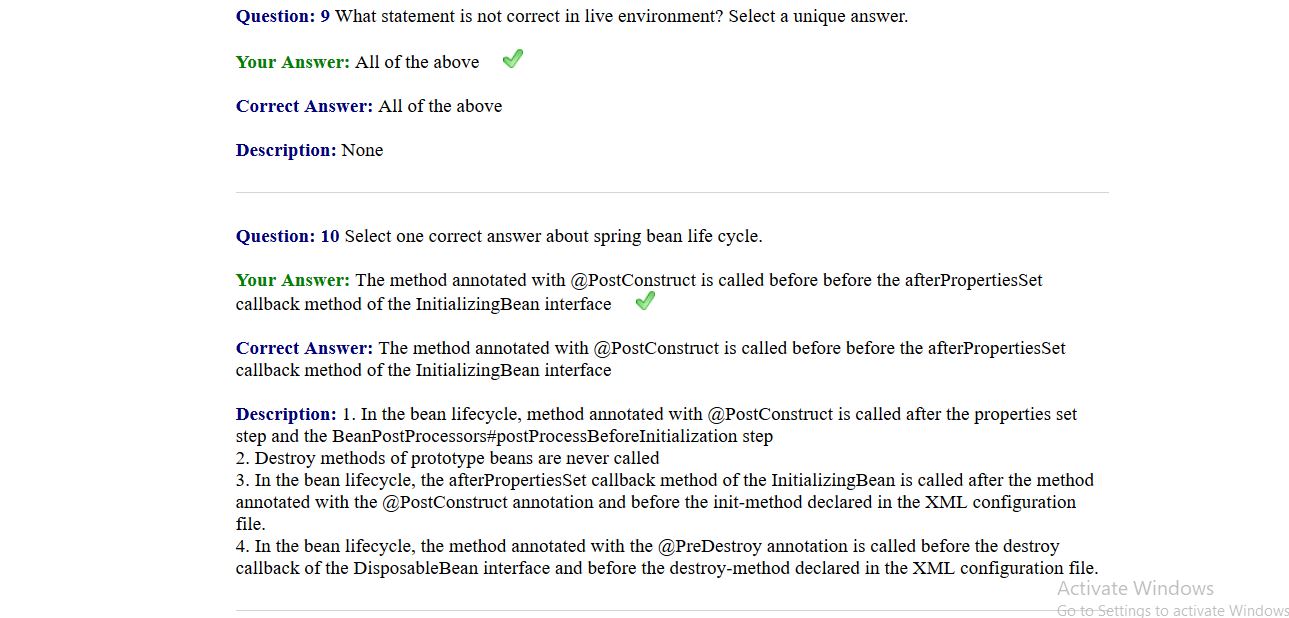 Question: 9 What statement is not correct in live environment? Select a unique answer.
Your Answer: All of the above
Correct Answer: All of the above
Description: None
Question: 10 Select one correct answer about spring bean life cycle.
Your Answer: The method annotated with @PostConstruct is called before before the afterPropertiesSet
callback method of the InitializingBean interface
Correct Answer: The method annotated with @PostConstruct is called before before the afterPropertiesSet
callback method of the InitializingBean interface
Description: 1. In the bean lifecycle, method annotated with @PostConstruct is called after the properties set
step and the BeanPostProcessors#postProcessBeforeInitialization step
2. Destroy methods of prototype beans are never called
3. In the bean lifecycle, the afterPropertiesSet callback method of the InitializingBean is called after the method
annotated with the @PostConstruct annotation and before the init-method declared in the XML configuration
file.
4. In the bean lifecycle, the method annotated with the @PreDestroy annotation is called before the destroy
callback of the DisposableBean interface and before the destroy-method declared in the XML configuration file.
Activate Windows
Go to Settings to activate Windows